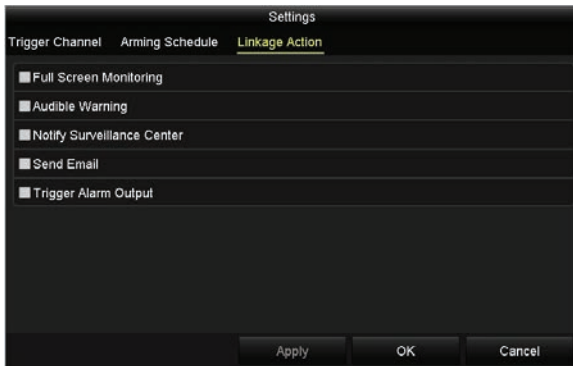 Settings
Trigger Channel Arming Schedule Linkage Action
Full Screen Monitoring
Audible Warning
Notify Surveillance Center
Send Email
Trigger Alarm Output
Apply OK Cancel